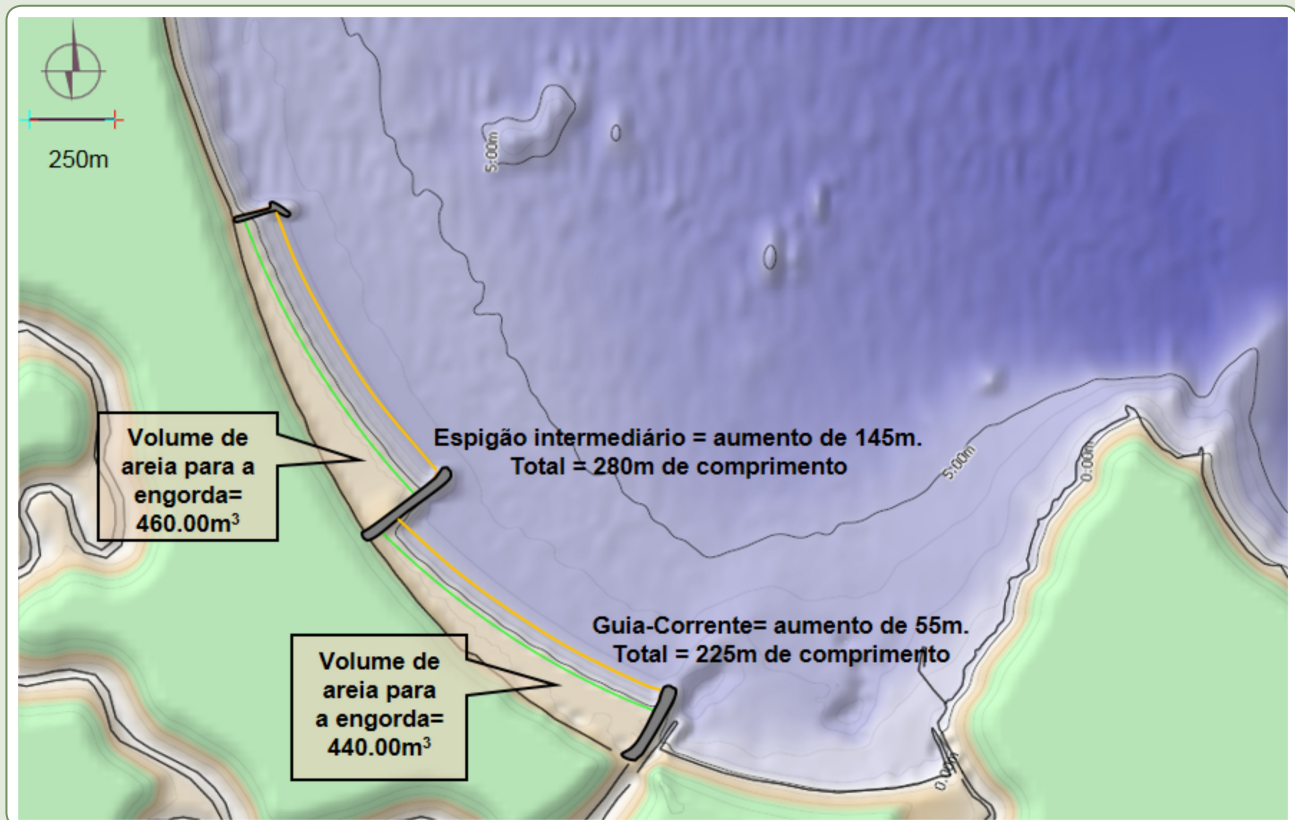 250m
5.00m
Volume de
areia para a
engorda=
460.00m³
Espigão intermediário = aumento de 145m.
Total = 280m de comprimento
5.00m
0.00m
Guia-Corrente= aumento de 55m.
Total = 225m de comprimento
Volume de
areia para
a engorda=
440.00m³
0.00m